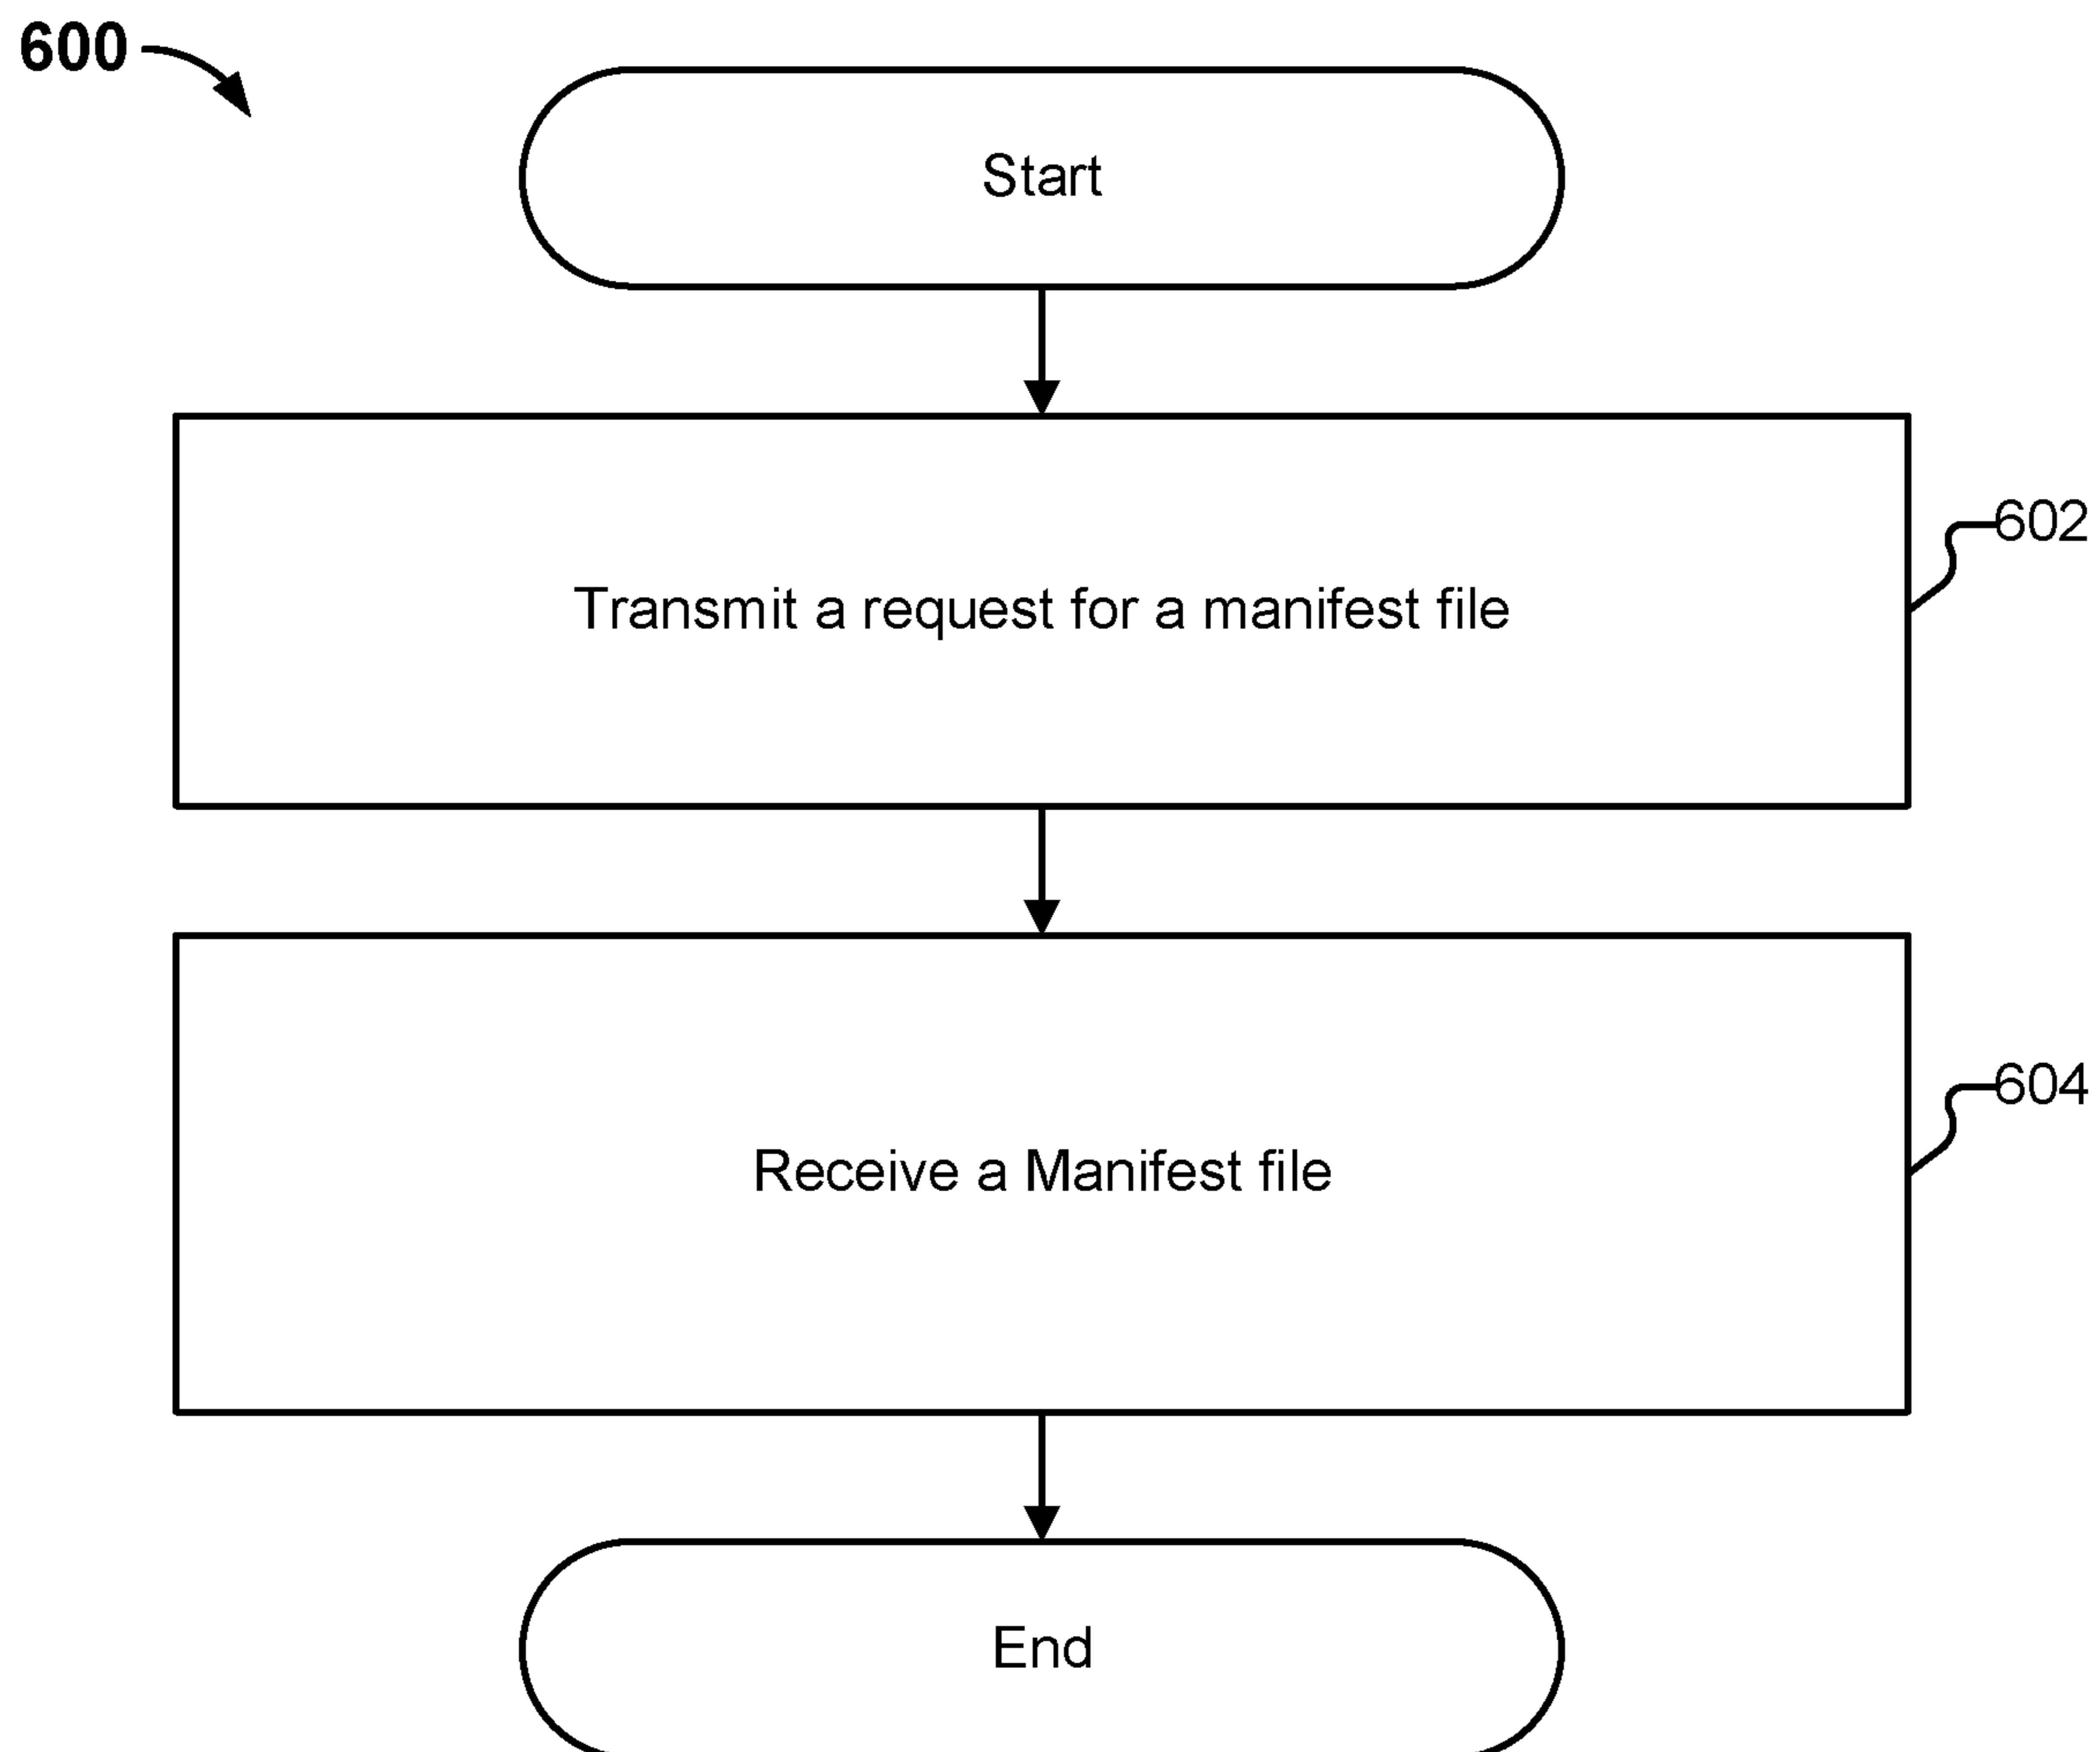 600
Start
Transmit a request for a manifest file
602
Receive a Manifest file
604
End